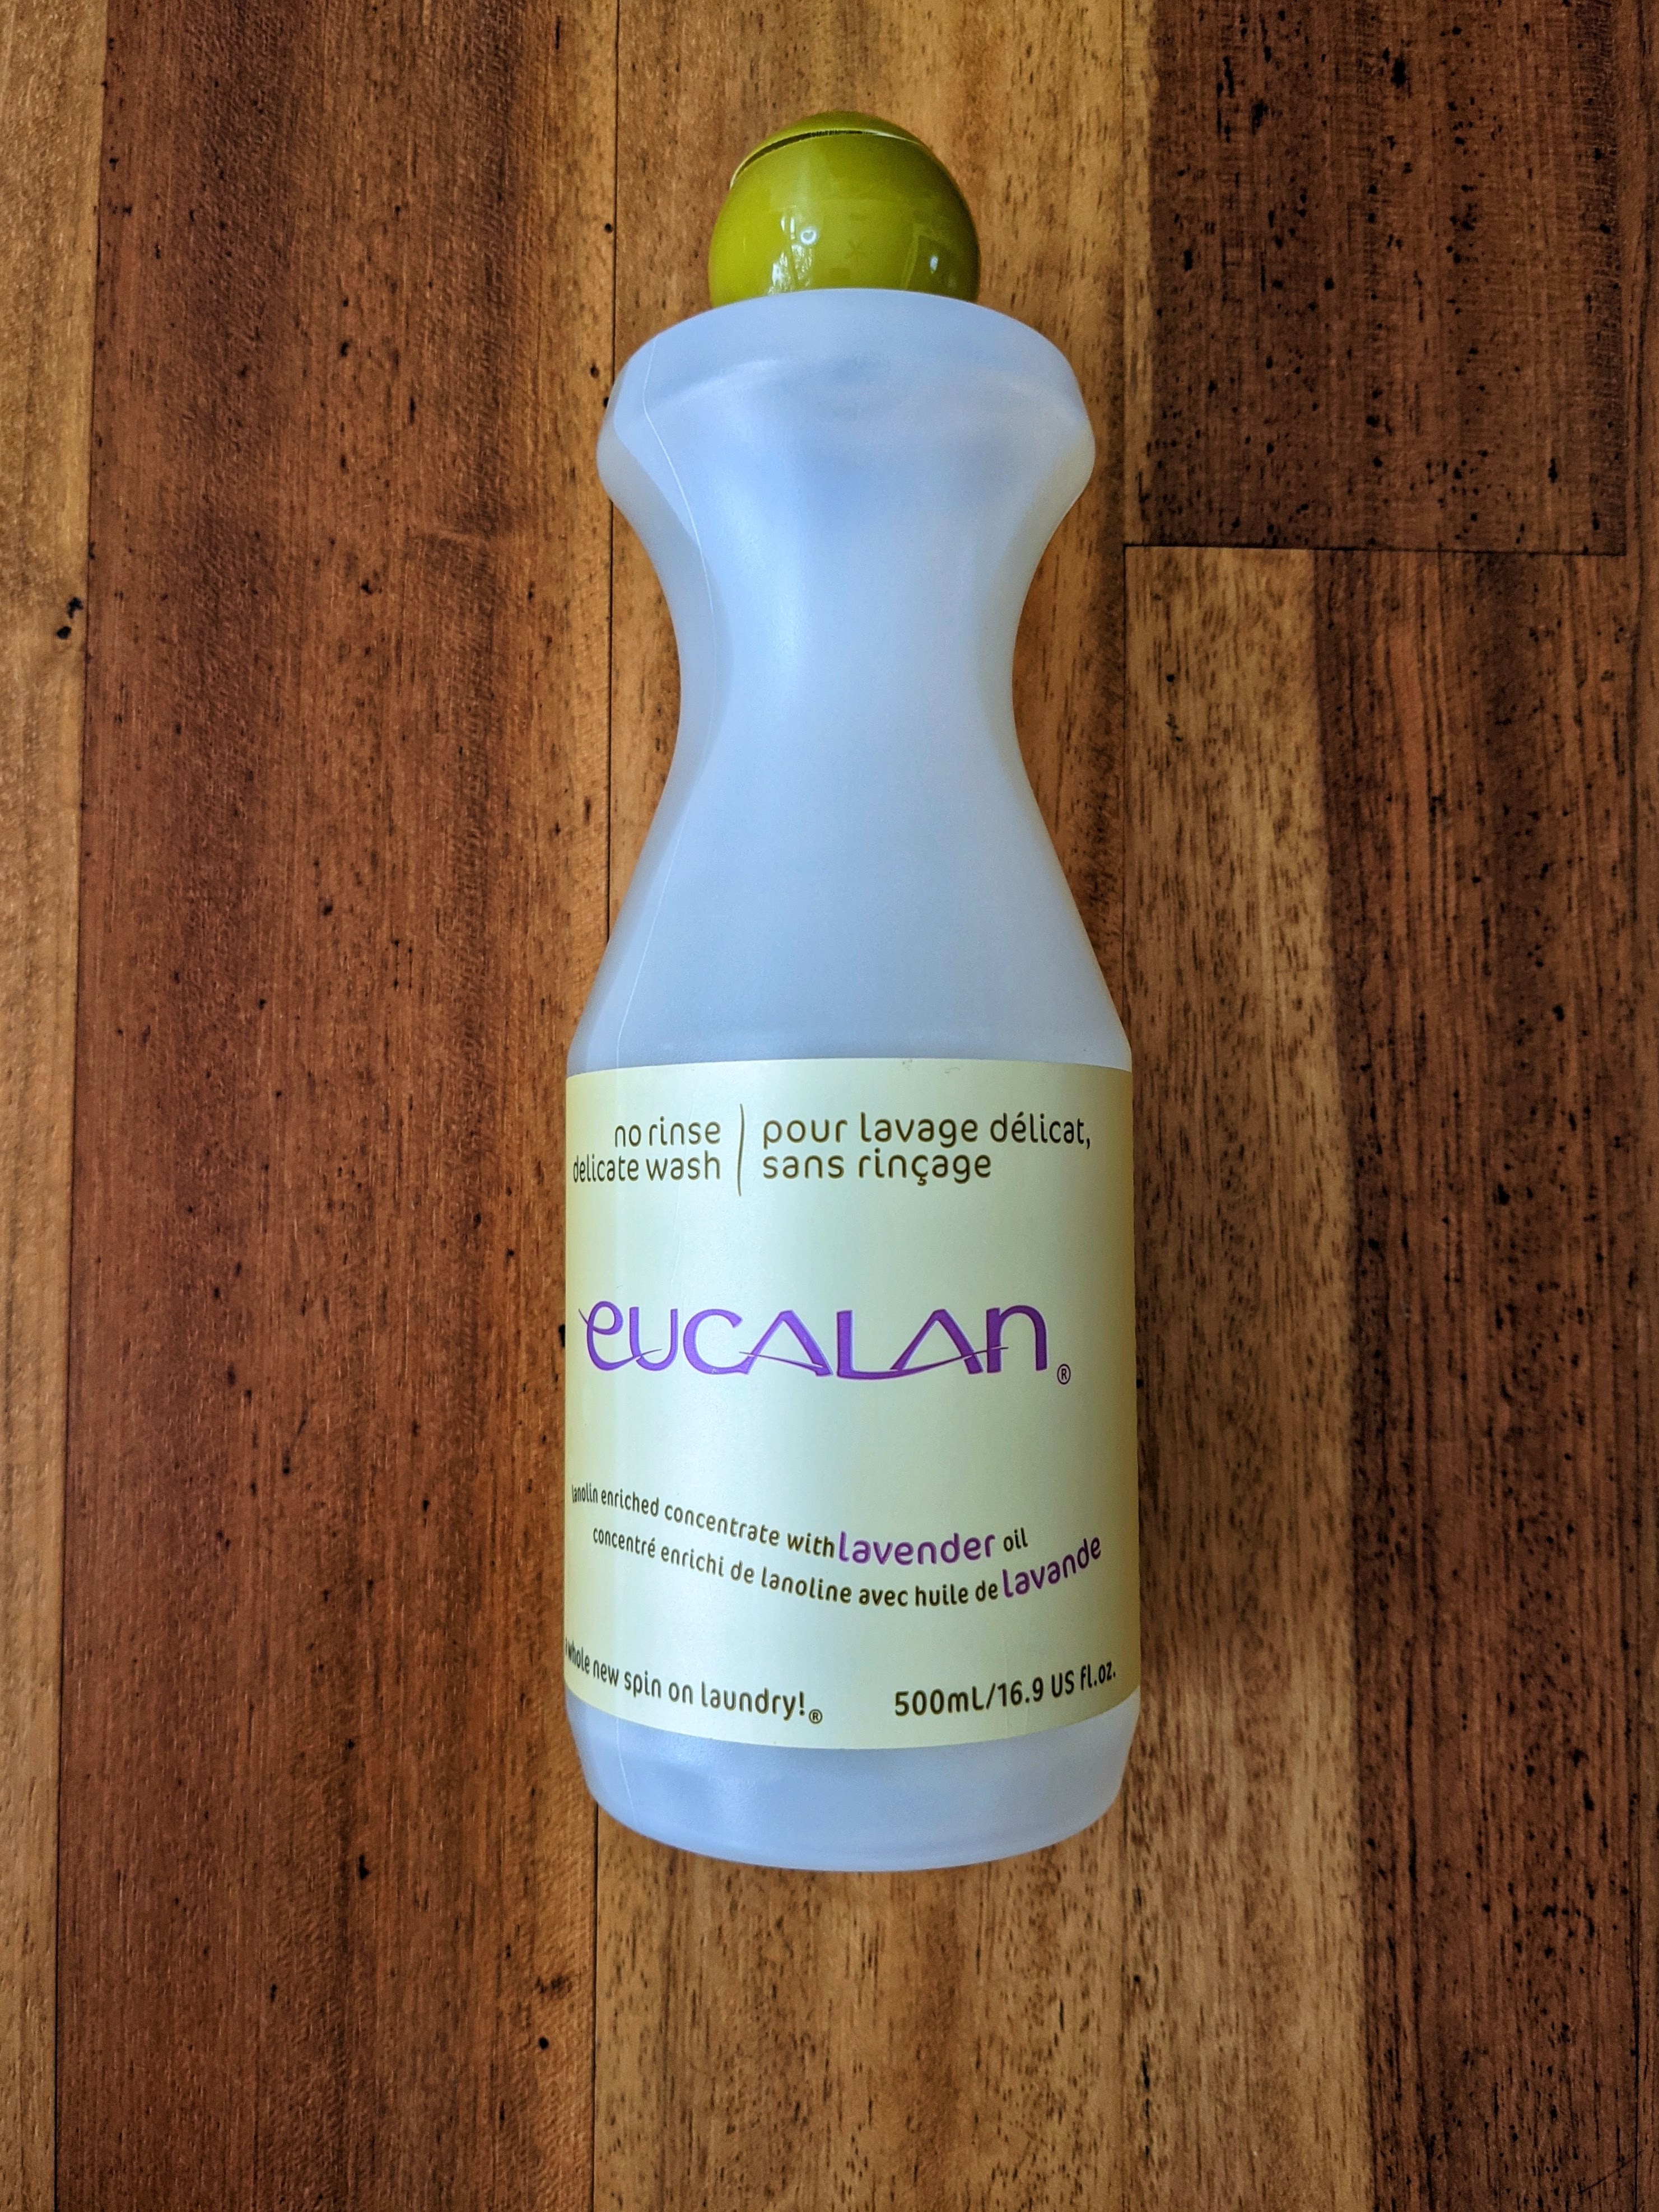 no rinse
delicate wash
pour lavage délicat,
sans rinçage
eucalan®
lanolin enriched concentrate with lavender oil
concentré enrichi de lanoline avec huile de lavande
whole new spin on laundry!®
500mL/16.9 US fl.oz.